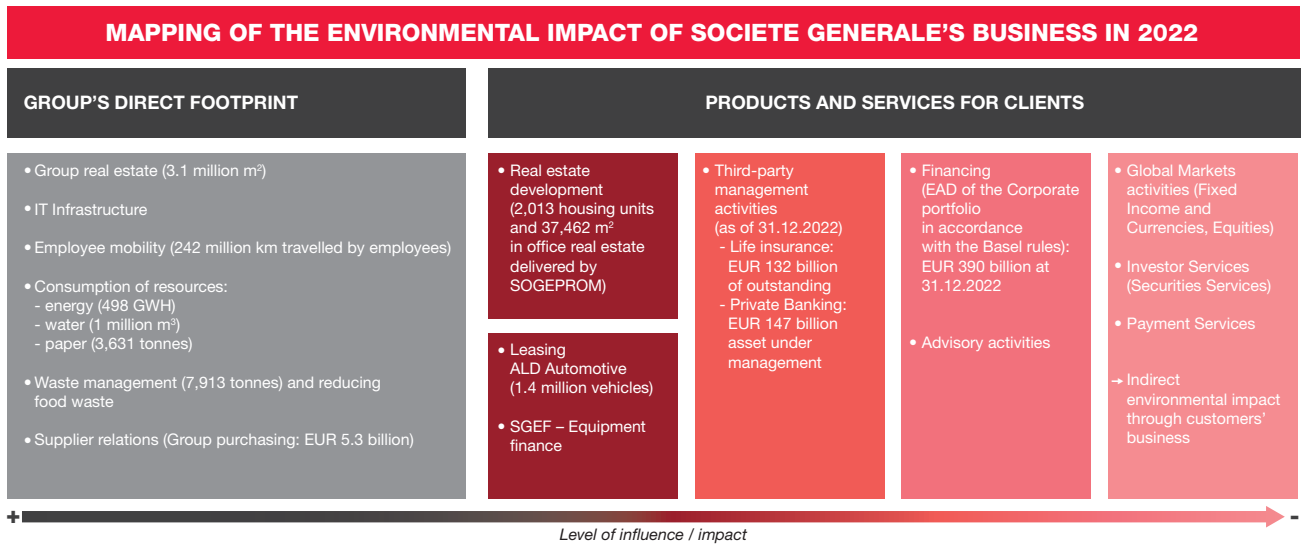 MAPPING OF THE ENVIRONMENTAL IMPACT OF SOCIETE GENERALE'S BUSINESS IN 2022
GROUP'S DIRECT FOOTPRINT
• Group real estate (3.1 million m²)
• IT Infrastructure
• Employee mobility (242 million km travelled by employees)
• Consumption of resources:
- energy (498 GWH)
- water (1 million m³)
- paper (3,631 tonnes)
• Waste management (7,913 tonnes) and reducing
food waste
• Supplier relations (Group purchasing: EUR 5.3 billion)
PRODUCTS AND SERVICES FOR CLIENTS
• Real estate
development
(2,013 housing units
and 37,462 m²
in office real estate
delivered by
SOGEPROM)
• Leasing
ALD Automotive
(1.4 million vehicles)
• SGEF – Equipment
finance
• Third-party
management
activities
(as of 31.12.2022)
- Life insurance:
EUR 132 billion
of outstanding
- Private Banking:
EUR 147 billion
asset under
management
• Financing
(EAD of the Corporate
portfolio
in accordance
with the Basel rules):
EUR 390 billion at
31.12.2022
• Advisory activities
• Global Markets
activities (Fixed
Income and
Currencies, Equities)
• Investor Services
(Securities Services)
• Payment Services
→ Indirect
environmental impact
through customers'
business
+ -
Level of influence / impact